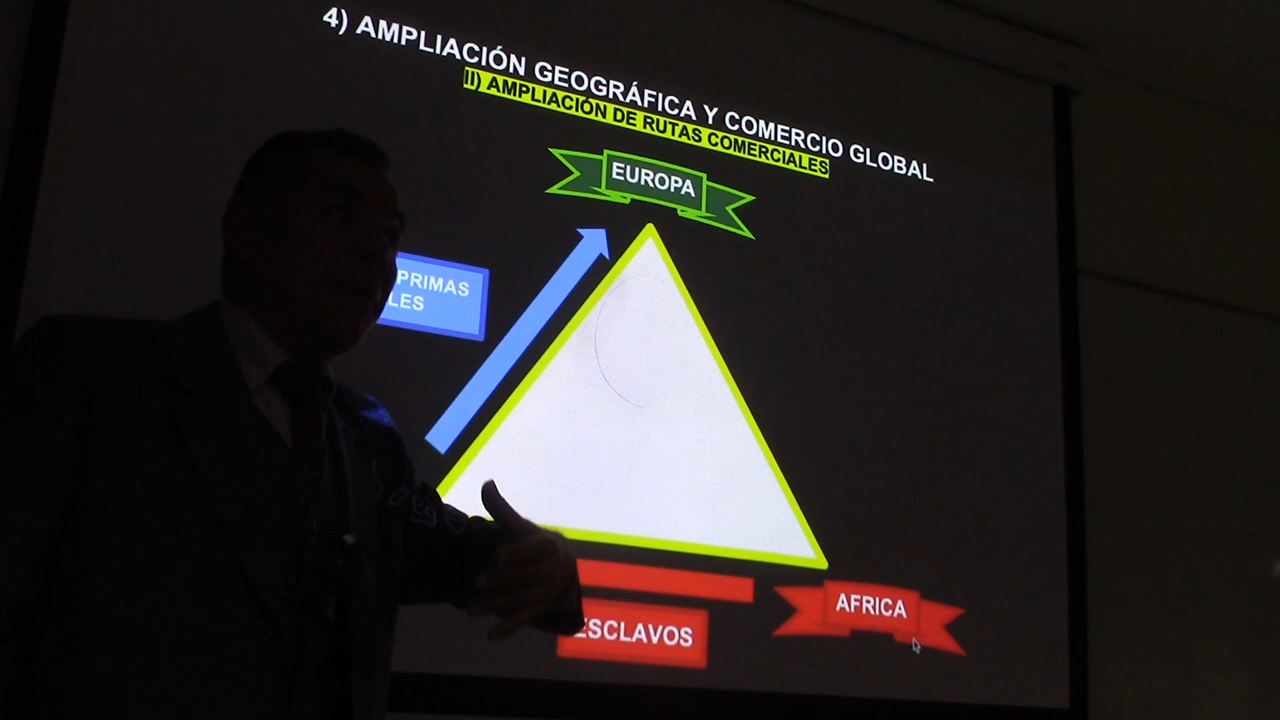 4) AMPLIACIÓN GEOGRÁFICA Y COMERCIO GLOBAL
II) AMPLIACIÓN DE RUTAS COMERCIALES
EUROPA
PRIMAS
LES
AFRICA
ESCLAVOS